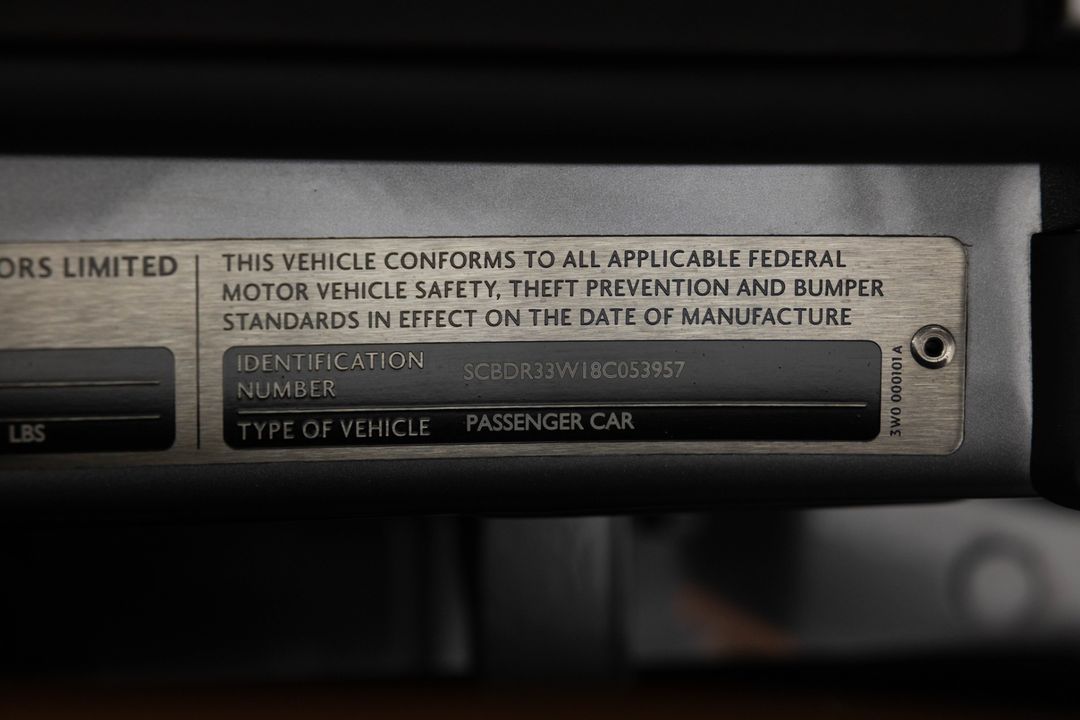 ORS LIMITED
LBS
THIS VEHICLE CONFORMS TO ALL APPLICABLE FEDERAL
MOTOR VEHICLE SAFETY, THEFT PREVENTION AND BUMPER
STANDARDS IN EFFECT ON THE DATE OF MANUFACTURE
IDENTIFICATION
NUMBER
SCBDR33W18C053957
TYPE OF VEHICLE PASSENGER CAR
3W0 000101A